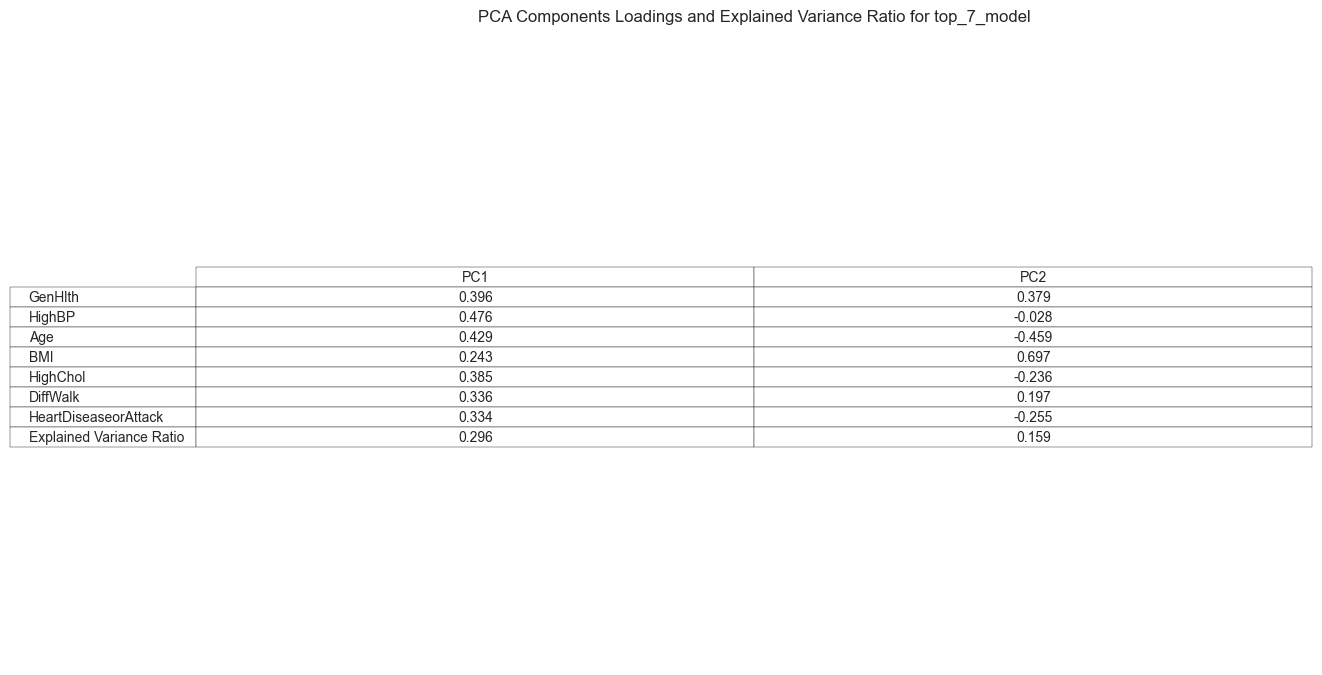 PCA Components Loadings and Explained Variance Ratio for top_7_model
PC1 PC2
GenHlth 0.396 0.379
HighBP 0.476 -0.028
Age 0.429 -0.459
BMI 0.243 0.697
HighChol 0.385 -0.236
DiffWalk 0.336 0.197
HeartDiseaseorAttack 0.334 -0.255
Explained Variance Ratio 0.296 0.159